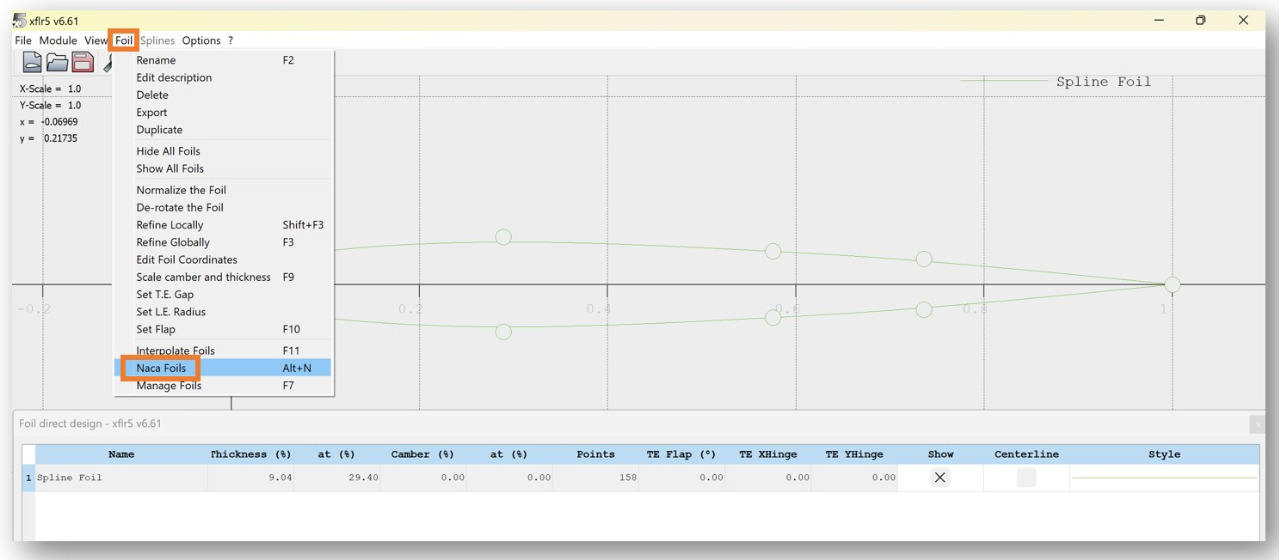 xflr5 v6.61
File Module View Foil Splines Options ?
X-Scale = 1.0
Y-Scale = 1.0
x = -0.06969
y = 0.21735
Rename F2
Edit description
Delete
Export
Duplicate
Hide All Foils
Show All Foils
Normalize the Foil
De-rotate the Foil
Refine Locally Shift+F3
Refine Globally F3
Edit Foil Coordinates
Scale camber and thickness F9
Set T.E. Gap
Set L.E. Radius
Set Flap F10
Interpolate Foils F11
Naca Foils Alt+N
Manage Foils F7
Spline Foil
-0.2 0.2 0.4 0.6 0.8 1
Foil direct design - xflr5 v6.61
Name Thickness (%) at (%) Camber (%) at (%) Points TE Flap (°) TE XHinge TE YHinge Show Centerline Style
1 Spline Foil 9.04 29.40 0.00 0.00 158 0.00 0.00 0.00